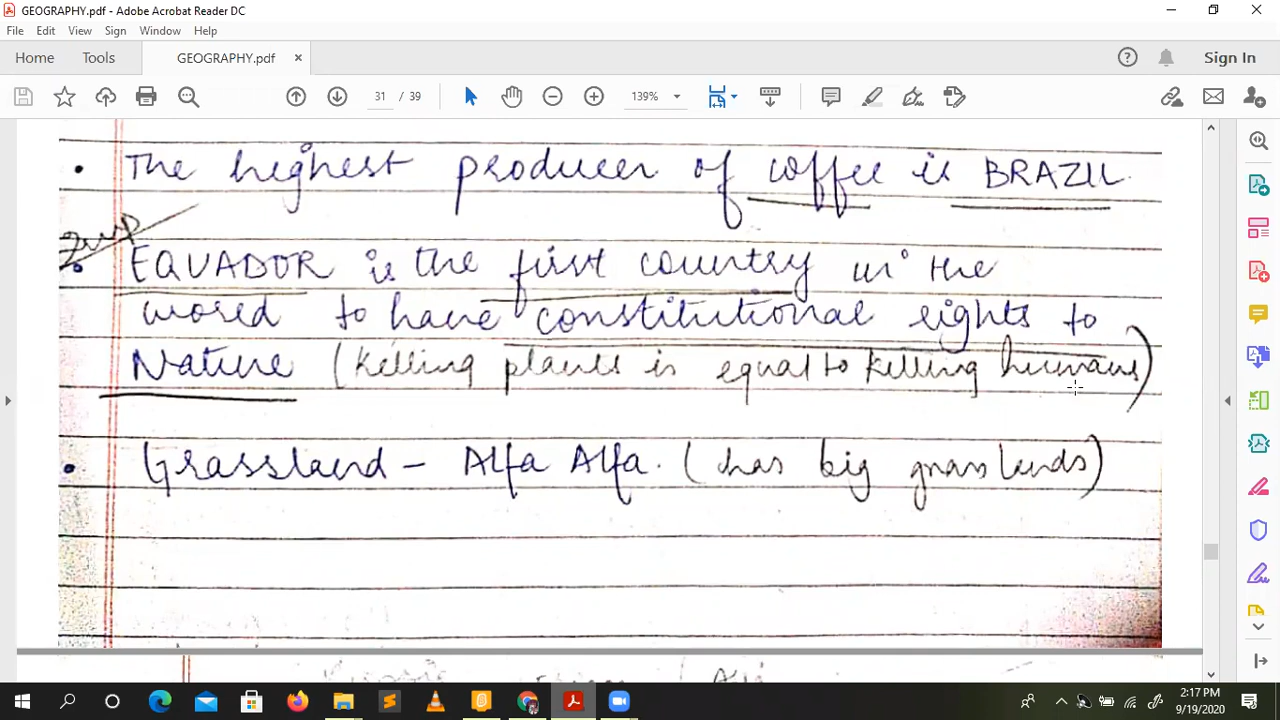 GEOGRAPHY.pdf - Adobe Acrobat Reader DC
File Edit View Sign Window Help
Home Tools GEOGRAPHY.pdf × Sign In
31 / 39 139%
• The highest producer of coffee is BRAZIL.
Imp
• EQUADOR is the first country in the
world to have constitutional rights to
Nature (killing plants is equal to killing humans)
• Grassland - Alfa Alfa. (has big grasslands)
2:17 PM
9/19/2020